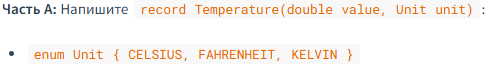 Часть A: Напишите record Temperature(double value, Unit unit) :
• enum Unit { CELSIUS, FAHRENHEIT, KELVIN }